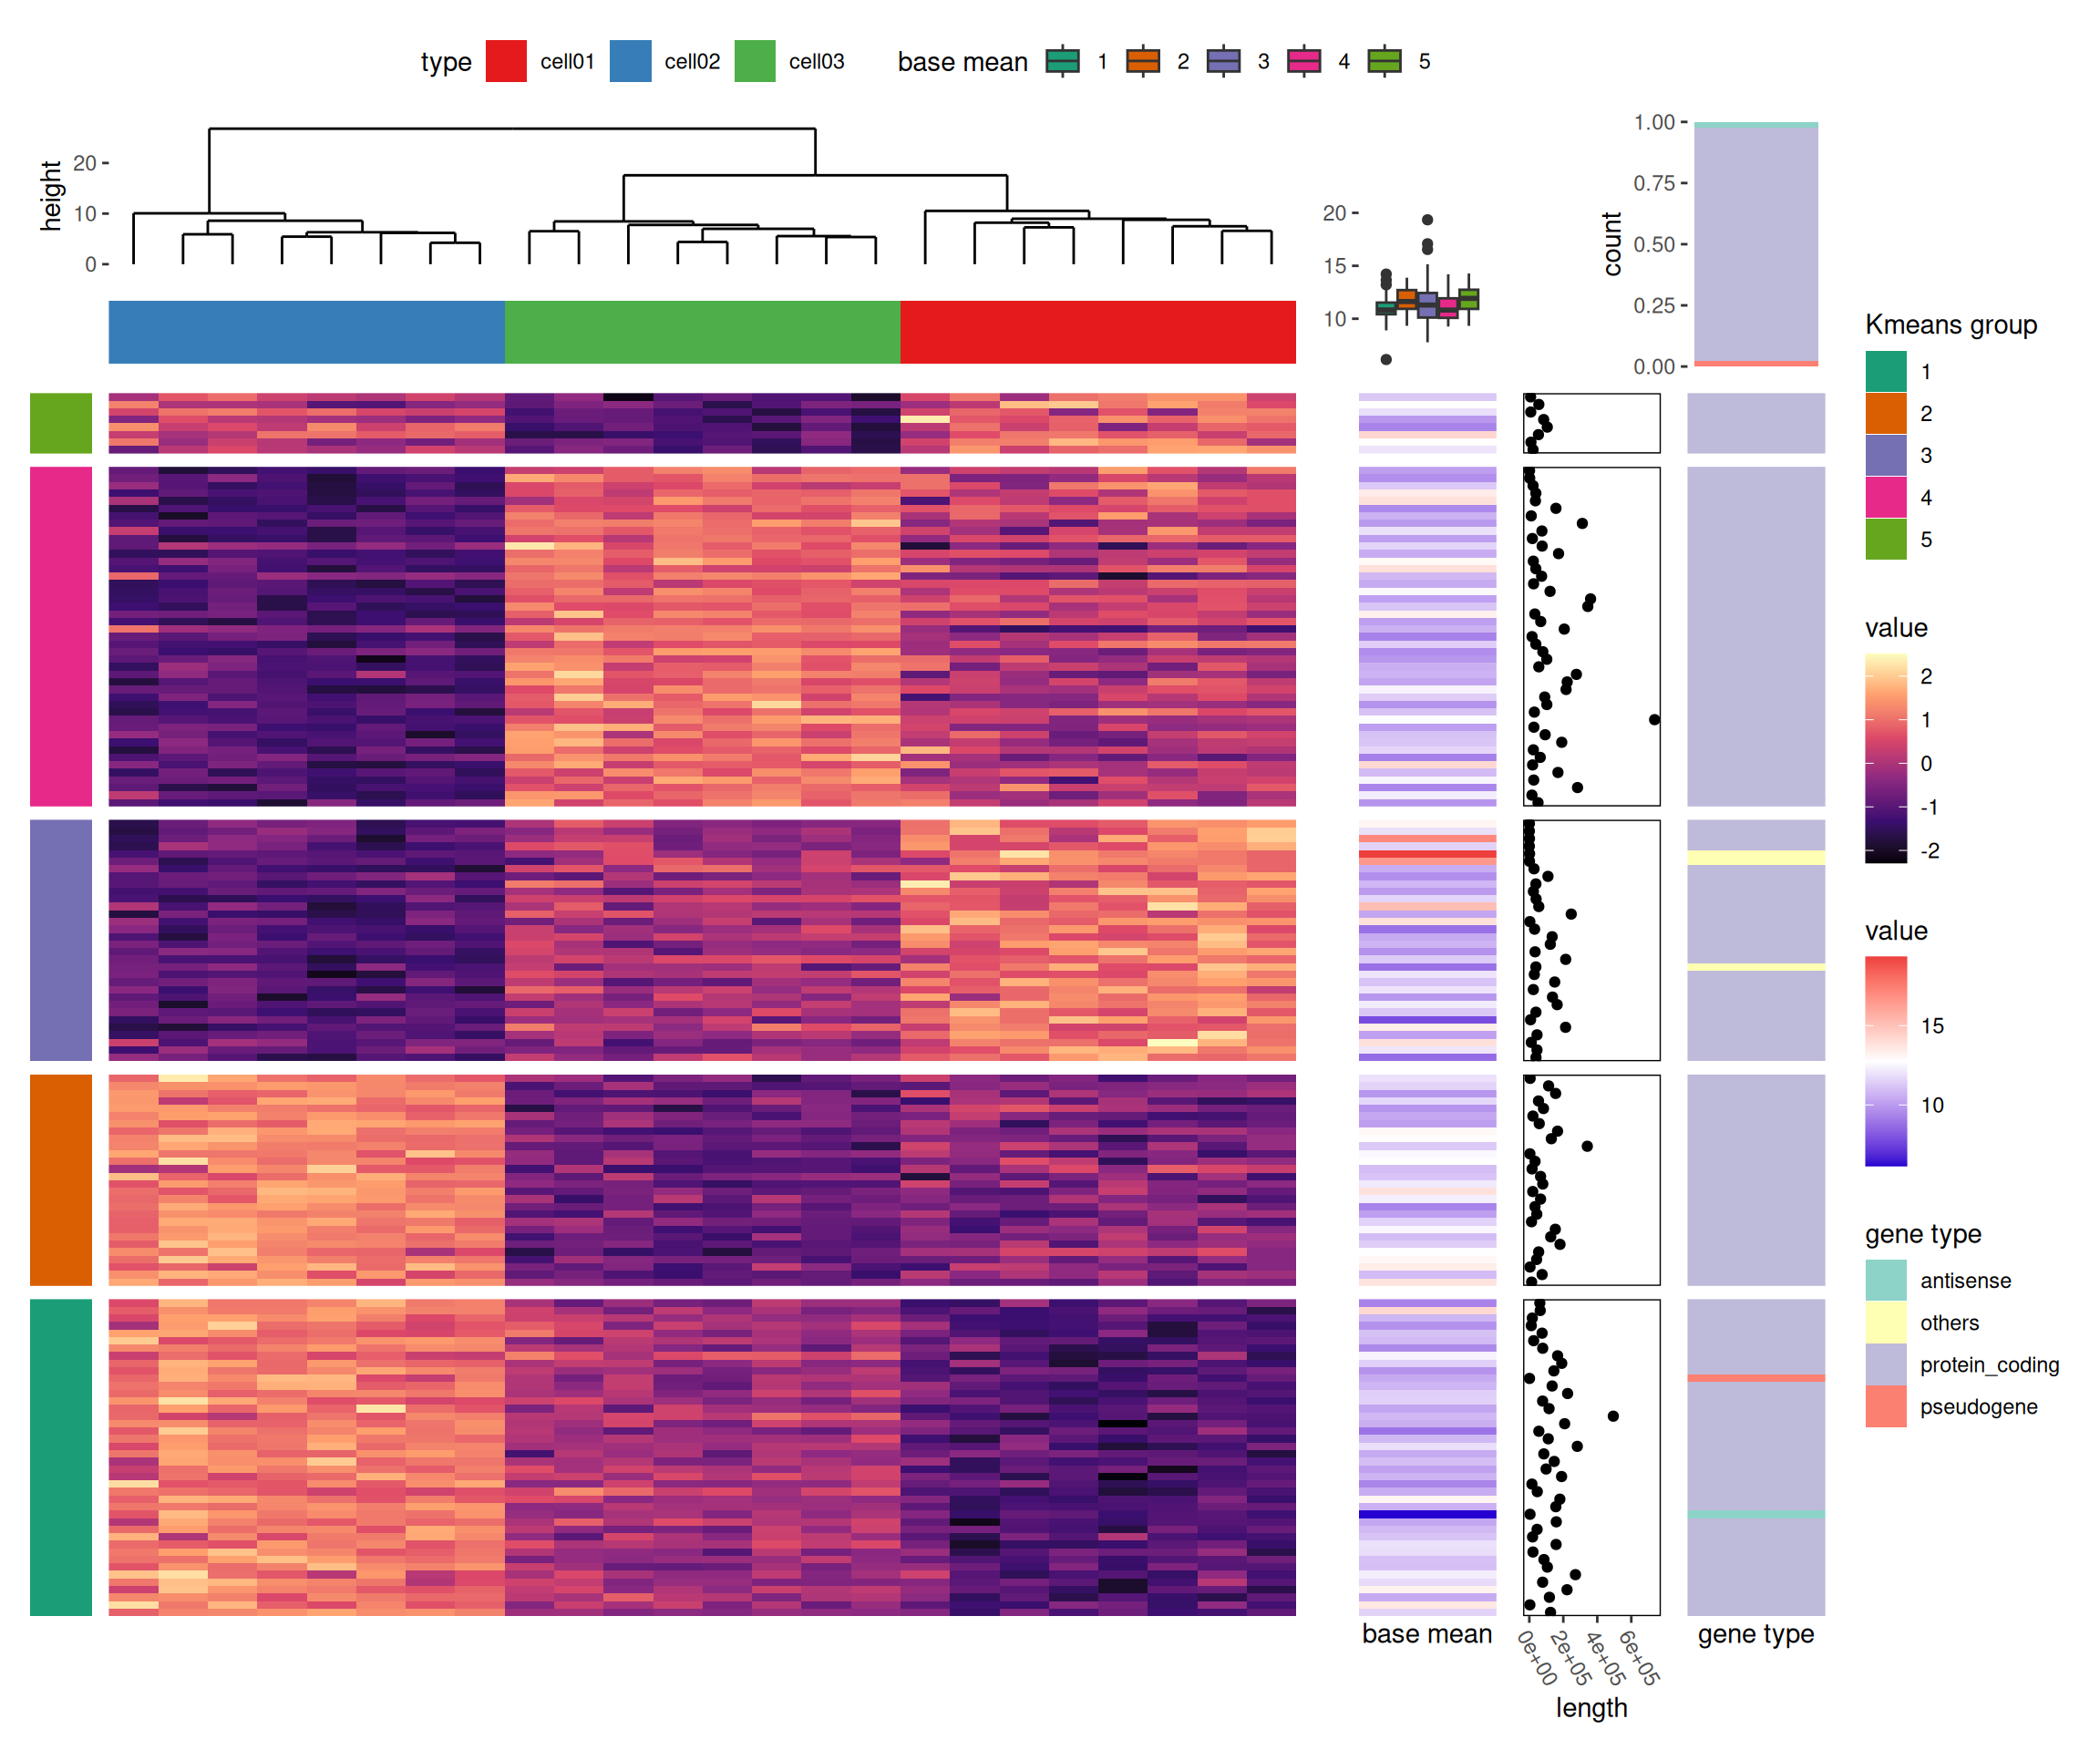 type cell01 cell02 cell03 base mean 1 2 3 4 5
height
20
10
0
20
15
10
count
1.00
0.75
0.50
0.25
0.00
Kmeans group
1
2
3
4
5
value
2
1
0
-1
-2
value
15
10
gene type
antisense
others
protein_coding
pseudogene
base mean
0e+00 2e+05 4e+05 6e+05
length
gene type